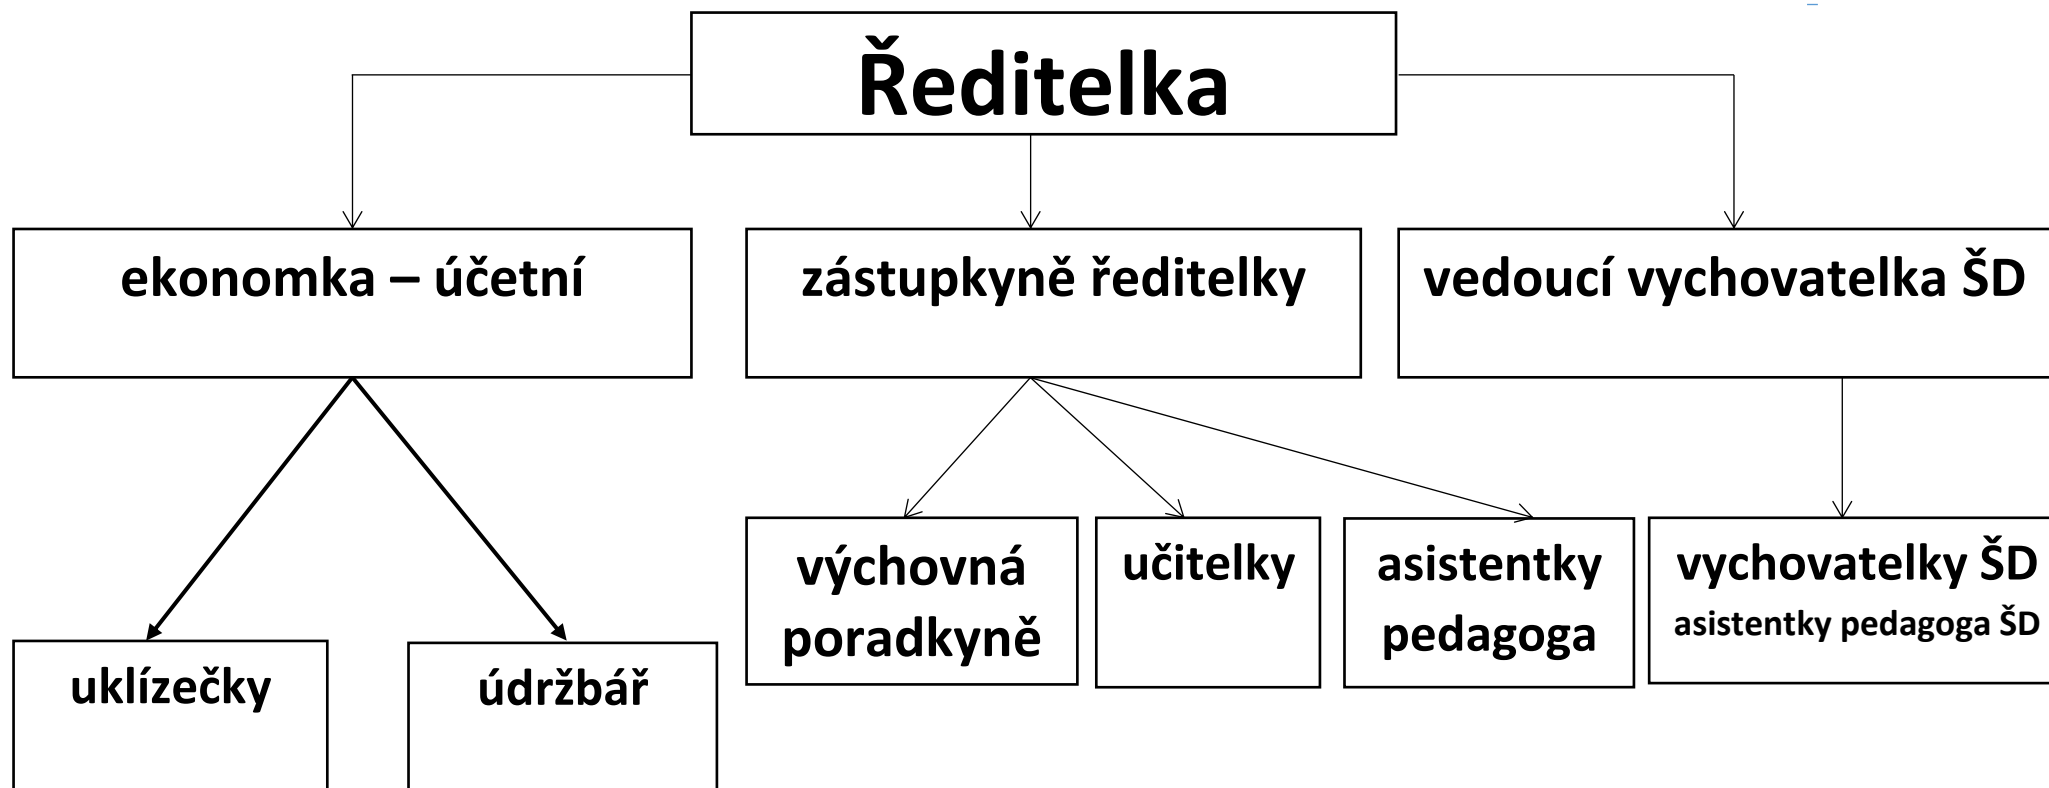 Ředitelka
ekonomka – účetní
zástupkyně ředitelky
vedoucí vychovatelka ŠD
výchovná
poradkyně
učitelky
asistentky
pedagoga
vychovatelky ŠD
asistentky pedagoga ŠD
uklízečky
údržbář